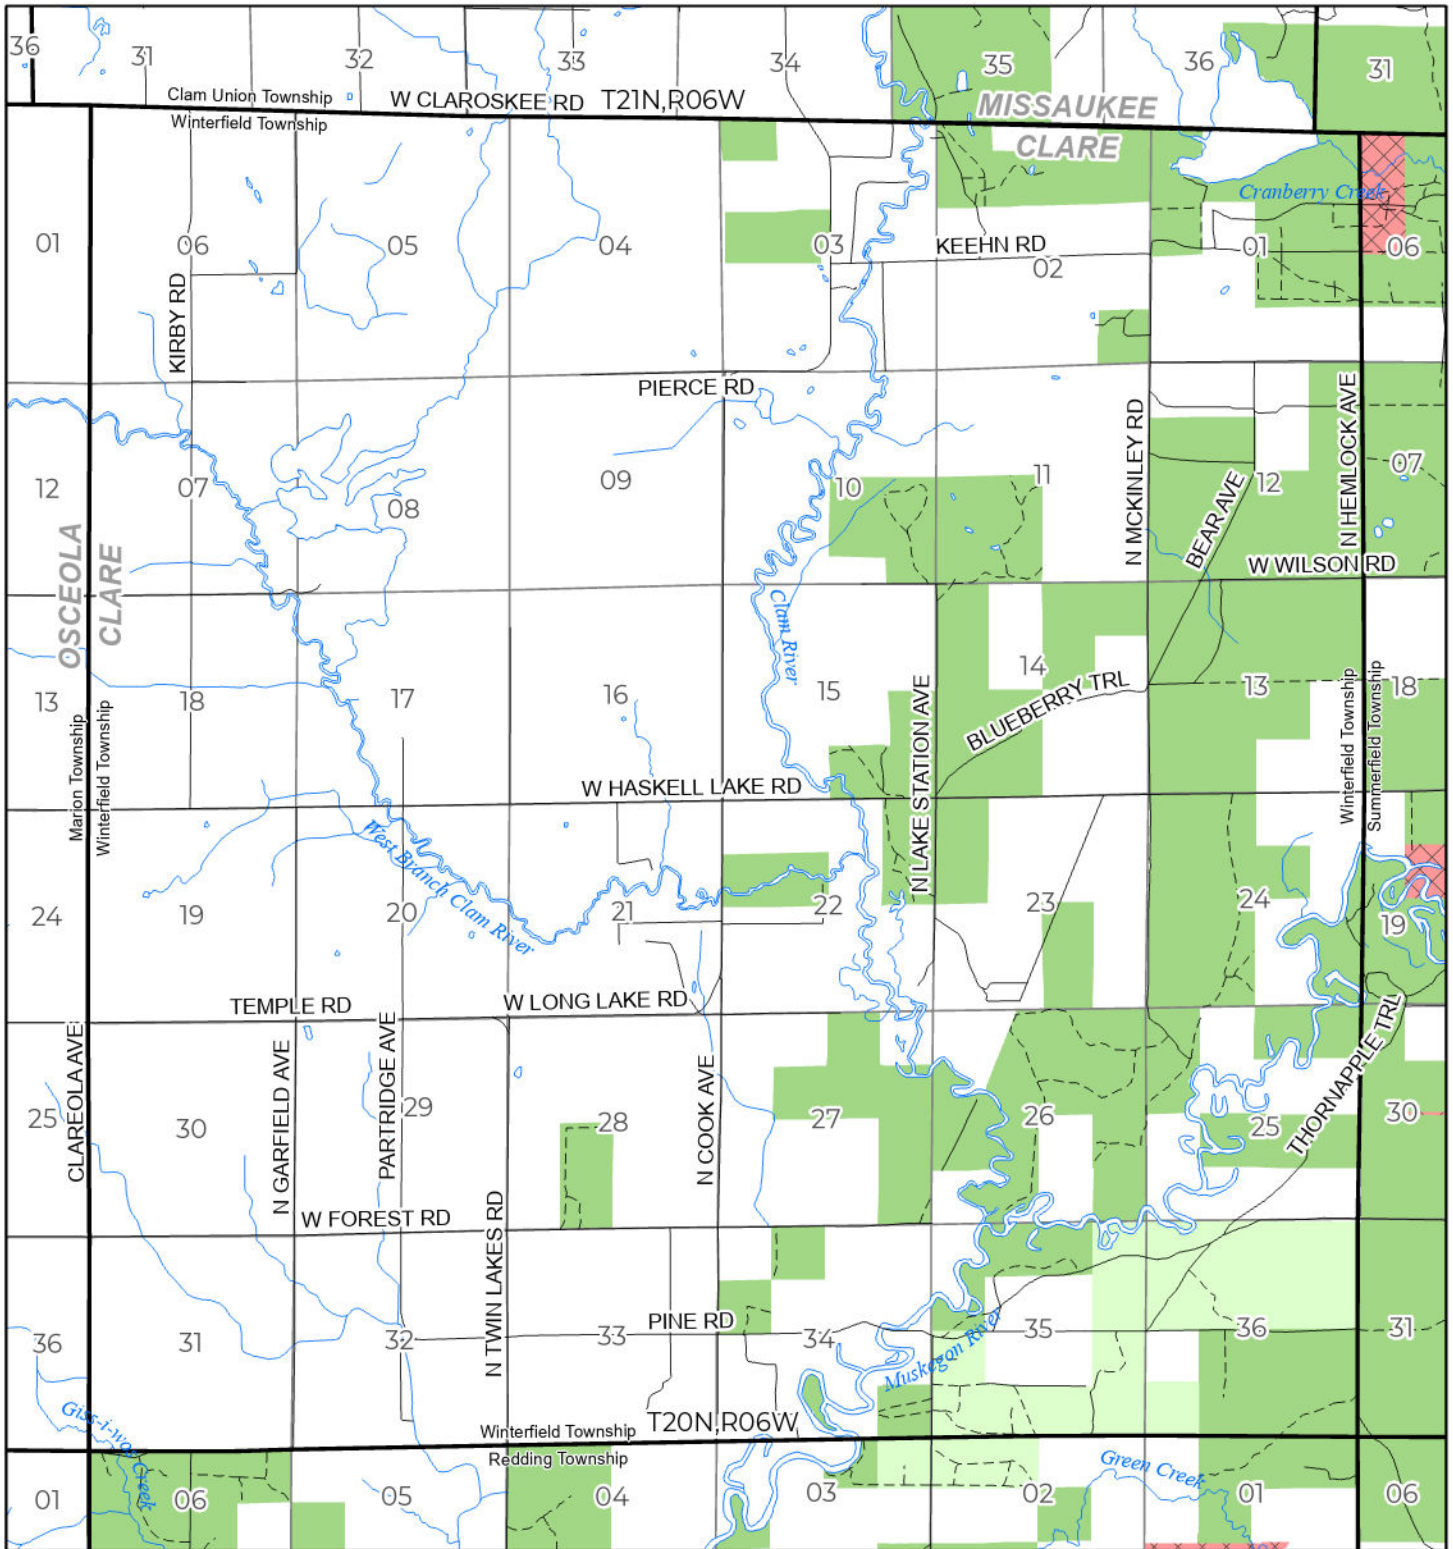 36
31
32
33
34
35
36
31
Clam Union Township
W CLAROSKEE RD
T21N,R06W
MISSAUKEE
Winterfield Township
CLARE
Cranberry Creek
01
06
05
04
03
KEEHN RD
02
01
06
KIRBY RD
PIERCE RD
N MCKINLEY RD
N HEMLOCK AVE
12
07
08
09
10
11
BEAR AVE
12
07
OSCEOLA
CLARE
W WILSON RD
Clam River
13
18
17
16
15
14
13
18
BLUEBERRY TRL
N LAKE STATION AVE
Marion Township
Winterfield Township
Winterfield Township
Summerfield Township
W HASKELL LAKE RD
West Branch Clam River
24
19
20
21
22
23
24
19
TEMPLE RD
W LONG LAKE RD
CLAREOLA AVE
N GARFIELD AVE
PARTRIDGE AVE
N COOK AVE
THORNAPPLE TRL
25
30
29
28
27
26
25
30
W FOREST RD
N TWIN LAKES RD
PINE RD
36
31
32
33
34
35
36
31
Muskegon River
Giss-i-wos Creek
Winterfield Township
T20N,R06W
Redding Township
Green Creek
01
06
05
04
03
02
01
06